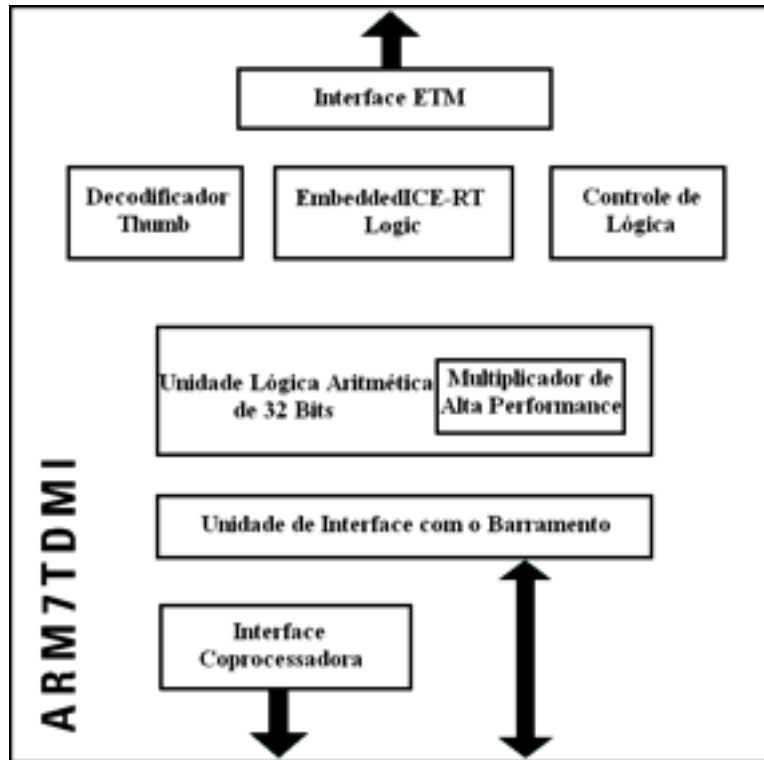 Interface ETM
Decodificador
Thumb
EmbeddedICE-RT
Logic
Controle de
Lógica
Unidade Lógica Aritmética
de 32 Bits
Multiplicador de
Alta Performance
Unidade de Interface com o Barramento
Interface
Coprocessadora
ARM7TDMI